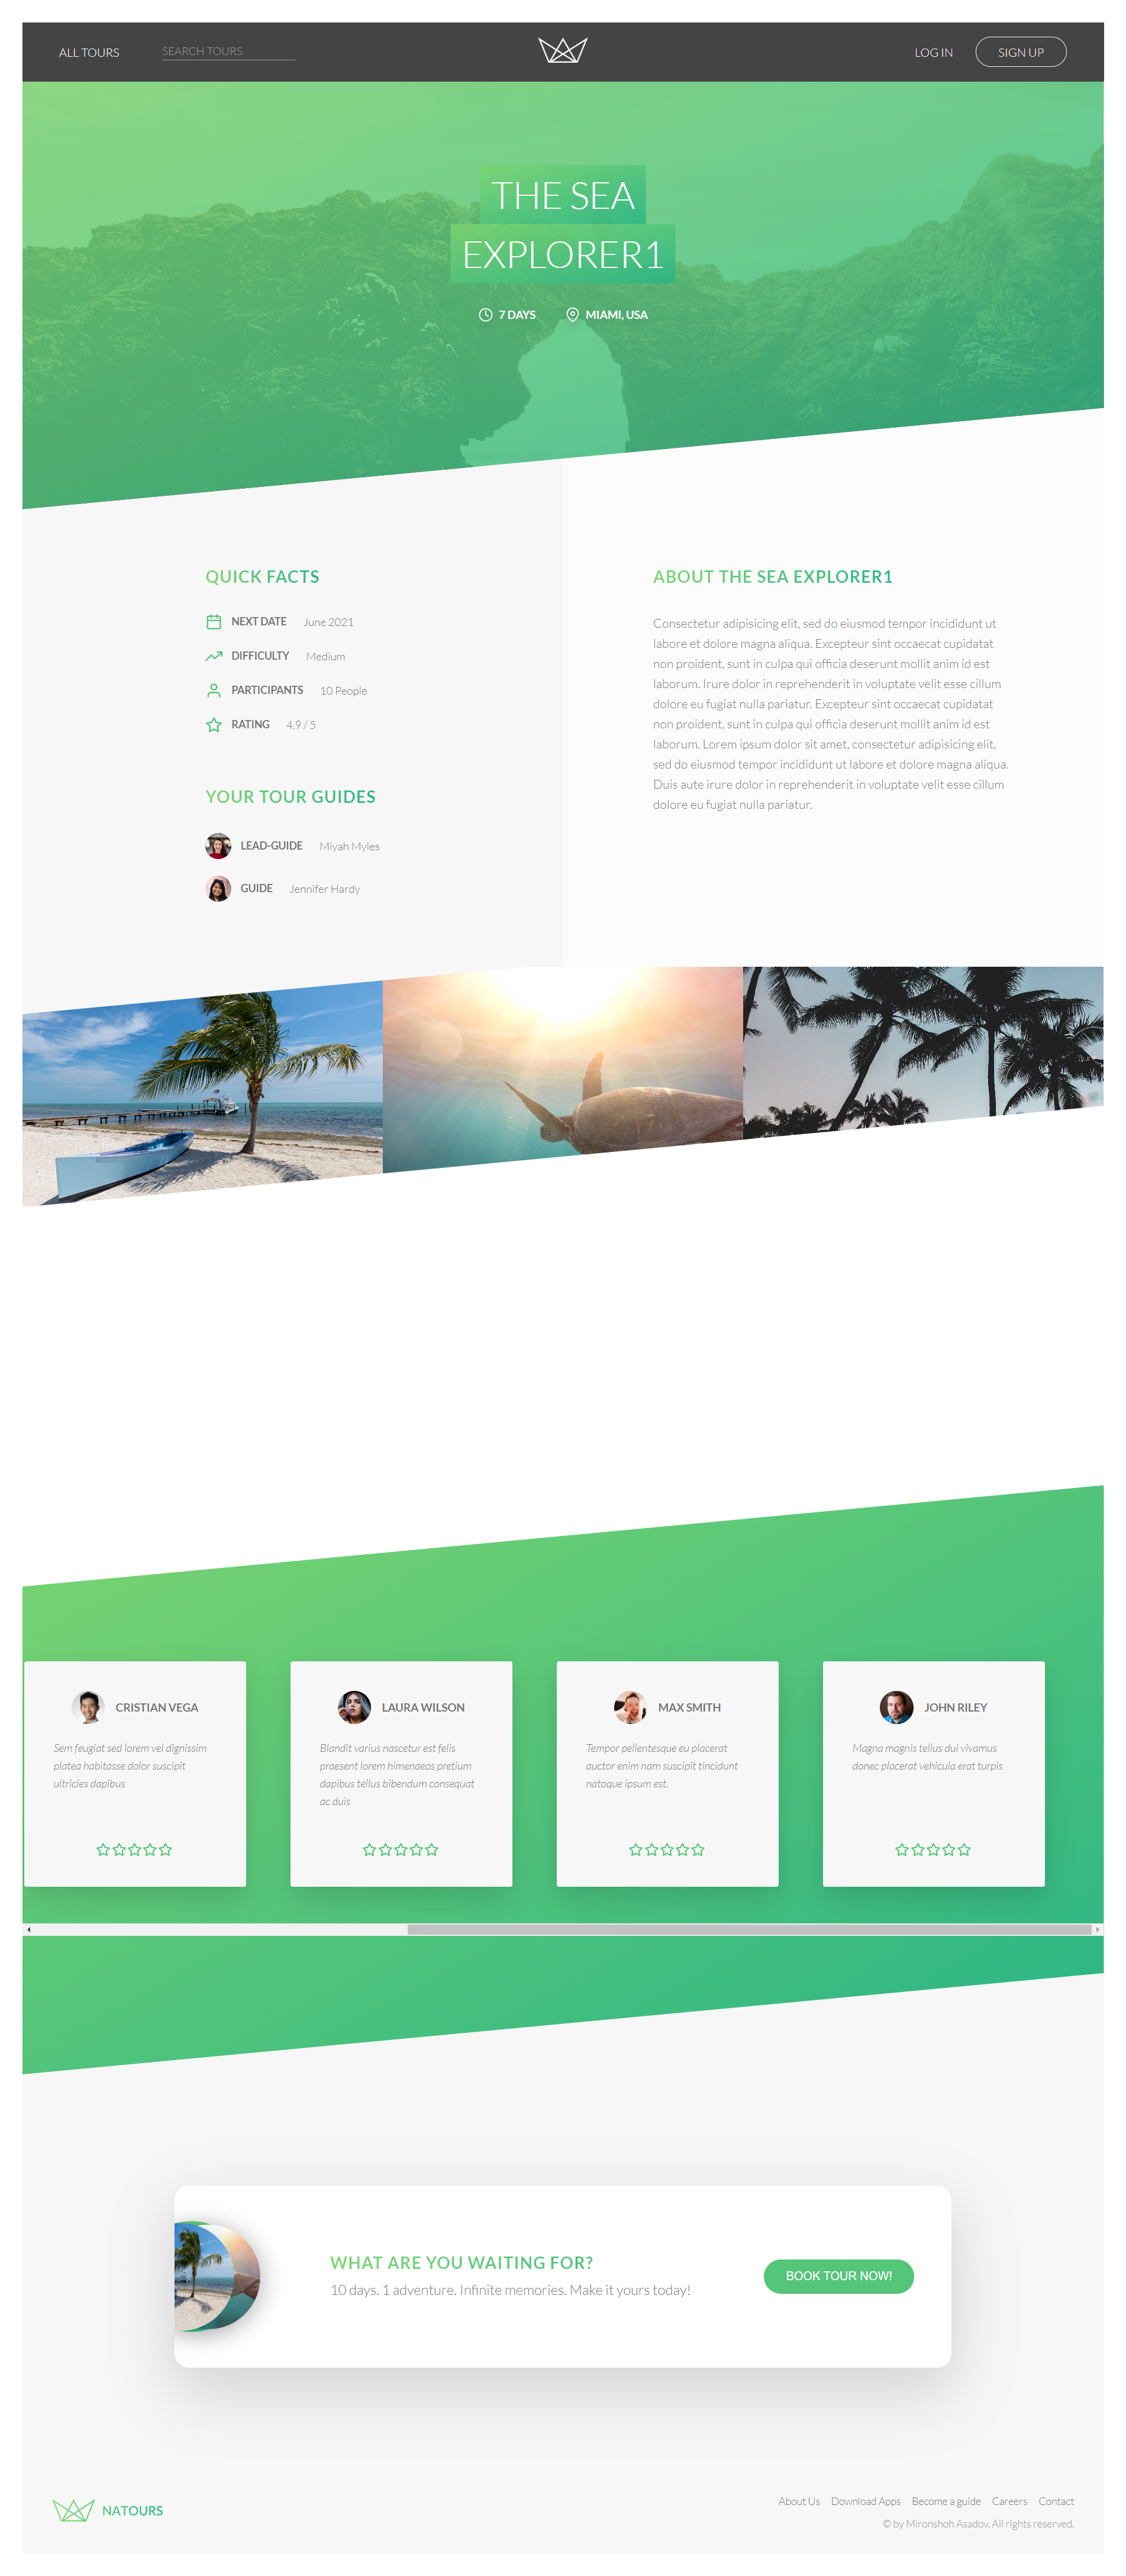 ALL TOURS
SEARCH TOURS
LOG IN
SIGN UP
THE SEA
EXPLORER1
7 DAYS
MIAMI, USA
QUICK FACTS
NEXT DATE June 2021
DIFFICULTY Medium
PARTICIPANTS 10 People
RATING 4.9 / 5
YOUR TOUR GUIDES
LEAD-GUIDE Miyah Myles
GUIDE Jennifer Hardy
ABOUT THE SEA EXPLORER1
Consectetur adipisicing elit, sed do eiusmod tempor incididunt ut
labore et dolore magna aliqua. Excepteur sint occaecat cupidatat
non proident, sunt in culpa qui officia deserunt mollit anim id est
laborum. Irure dolor in reprehenderit in voluptate velit esse cillum
dolore eu fugiat nulla pariatur. Excepteur sint occaecat cupidatat
non proident, sunt in culpa qui officia deserunt mollit anim id est
laborum. Lorem ipsum dolor sit amet, consectetur adipisicing elit,
sed do eiusmod tempor incididunt ut labore et dolore magna aliqua.
Duis aute irure dolor in reprehenderit in voluptate velit esse cillum
dolore eu fugiat nulla pariatur.
CRISTIAN VEGA
Sem feugiat sed lorem vel dignissim
platea habitasse dolor suscipit
ultricies dapibus
LAURA WILSON
Blandit varius nascetur est felis
praesent lorem himenaeos pretium
dapibus tellus bibendum consequat
ac duis
MAX SMITH
Tempor pellentesque eu placerat
auctor enim nam suscipit tincidunt
natoque ipsum est.
JOHN RILEY
Magna magnis tellus dui vivamus
donec placerat vehicula erat turpis
WHAT ARE YOU WAITING FOR?
10 days. 1 adventure. Infinite memories. Make it yours today!
BOOK TOUR NOW!
NATOURS
About Us Download Apps Become a guide Careers Contact
© by Mironshoh Asadov. All rights reserved.